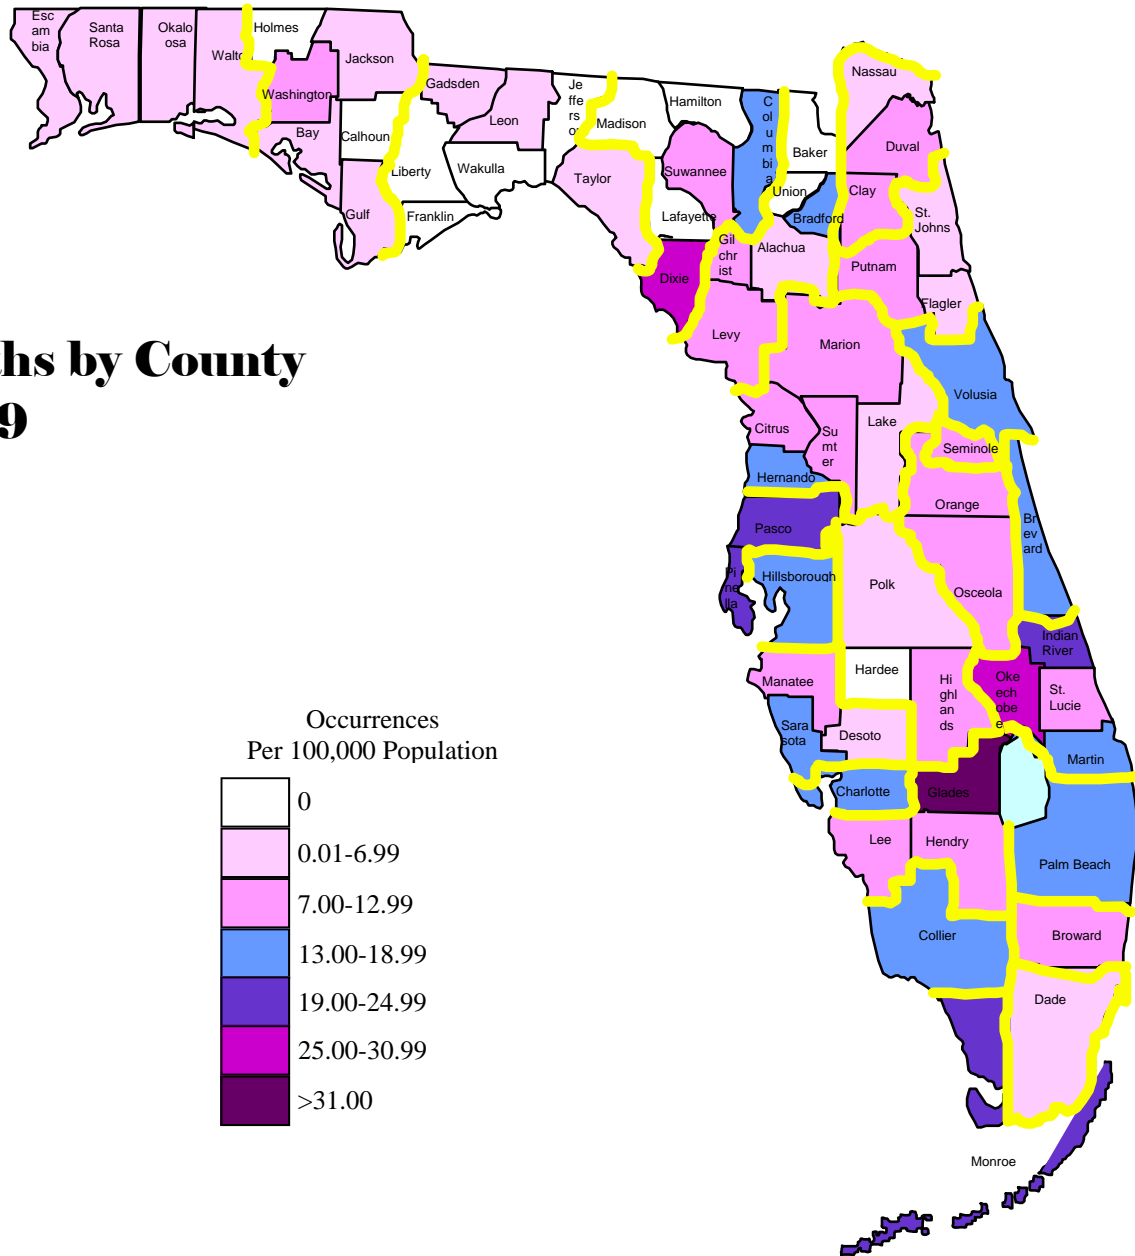 Esc
am
bia
Santa
Rosa
Okalo
osa
Holmes
Walto
Jackson
Washington
Bay
Calhoun
Gulf
Gadsden
Leon
Liberty
Wakulla
Franklin
Je
ffe
rs
Madison
Taylor
Hamilton
Suwannee
Lafayette
Dixie
C
o
l
u
m
bi
a
Baker
Union
Bradford
Nassau
Duval
Clay
St.
Johns
Gil
chr
ist
Alachua
Putnam
Flagler
Levy
Marion
Volusia
Citrus
Su
mt
er
Lake
Seminole
Hernando
Orange
Pasco
Br
ev
ard
Pi
ne
lla
Hillsborough
Polk
Osceola
Indian
River
Manatee
Hardee
Hi
ghl
an
ds
Oke
ech
obe
e
St.
Lucie
Sara
sota
Desoto
Martin
Charlotte
Glades
Lee
Hendry
Palm Beach
Collier
Broward
Dade
Monroe
ths by County
9
Occurrences
Per 100,000 Population
0
0.01-6.99
7.00-12.99
13.00-18.99
19.00-24.99
25.00-30.99
>31.00